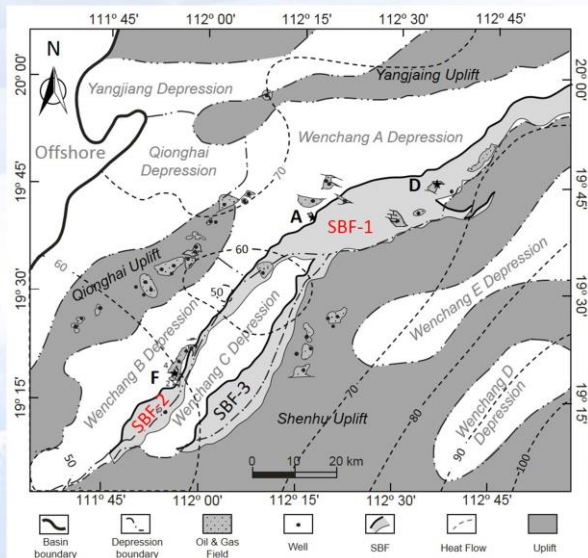 111° 45'
112° 00'
112° 15'
112° 30'
112° 45'
N
20° 00'
20° 00'
Yangjiang Depression
Yangjaing Uplift
Wenchang A Depression
Offshore
Qionghai
Depression
70
19° 45'
19° 45'
D
A
SBF-1
Qionghai Uplift
60
60
50
19° 30'
19° 30'
Wenchang B Depression
Wenchang C Depression
Wenchang E Depression
F
4
SBF-2
SBF-3
19° 15'
19° 15'
Shenhu Uplift
Wenchang D
Depression
50
70
80
90
100
0
10
20 km
111° 45'
112° 00'
112° 15'
112° 30'
112° 45'
Basin
boundary
Depression
boundary
Oil & Gas
Field
Well
SBF
Heat Flow
Uplift